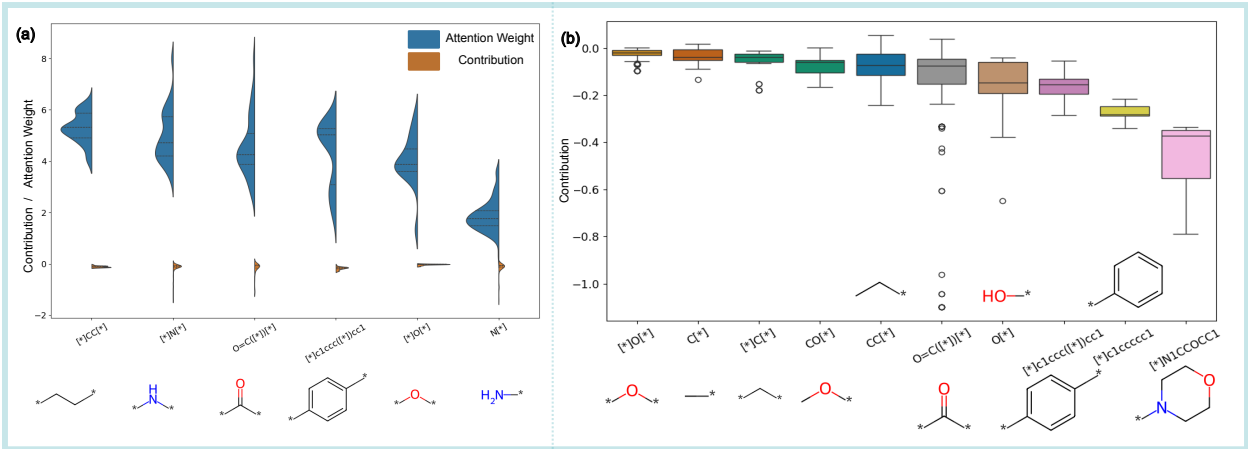 (a)
Attention Weight
Contribution
Contribution / Attention Weight
8
6
4
2
0
−2
[*]CC[*]
[*]N[*]
O=C([*])[*]
[*]c1ccc([*])cc1
[*]O[*]
N[*]
*
*
H
N
*
*
O
*
*
*
*
O
*
*
H2N
*
(b)
Contribution
0.0
−0.2
−0.4
−0.6
−0.8
−1.0
*
HO
*
*
[*]O[*]
C[*]
[*]C[*]
CO[*]
CC[*]
O=C([*])[*]
O[*]
[*]c1ccc([*])cc1
[*]c1ccccc1
[*]N1CCOCC1
O
*
*
*
*
*
O
*
O
*
*
*
*
O
N
*